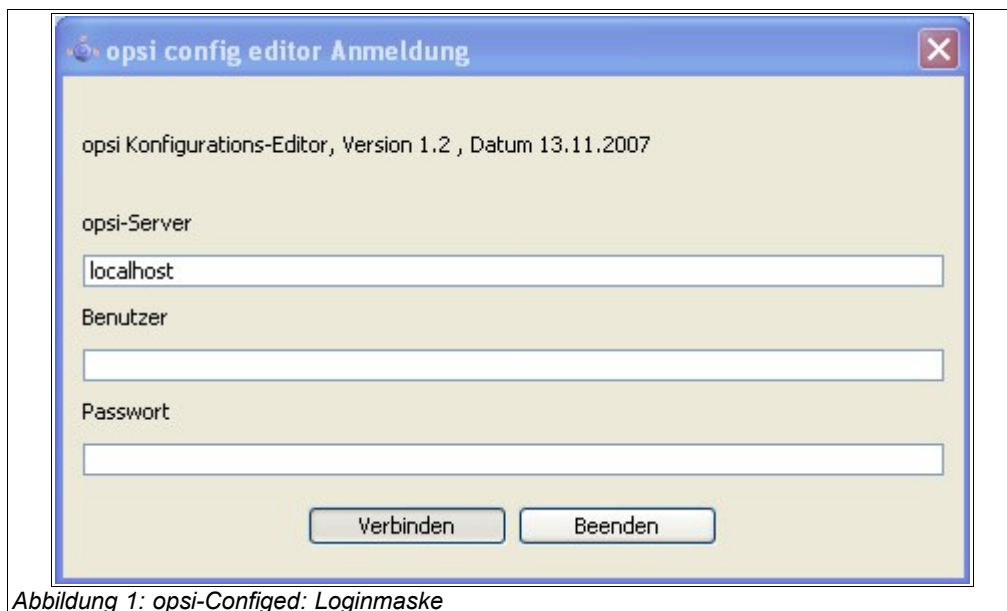 opsi config editor Anmeldung
opsi Konfigurations-Editor, Version 1.2 , Datum 13.11.2007
opsi-Server
localhost
Benutzer
Passwort
Verbinden Beenden
Abbildung 1: opsi-Configed: Loginmaske